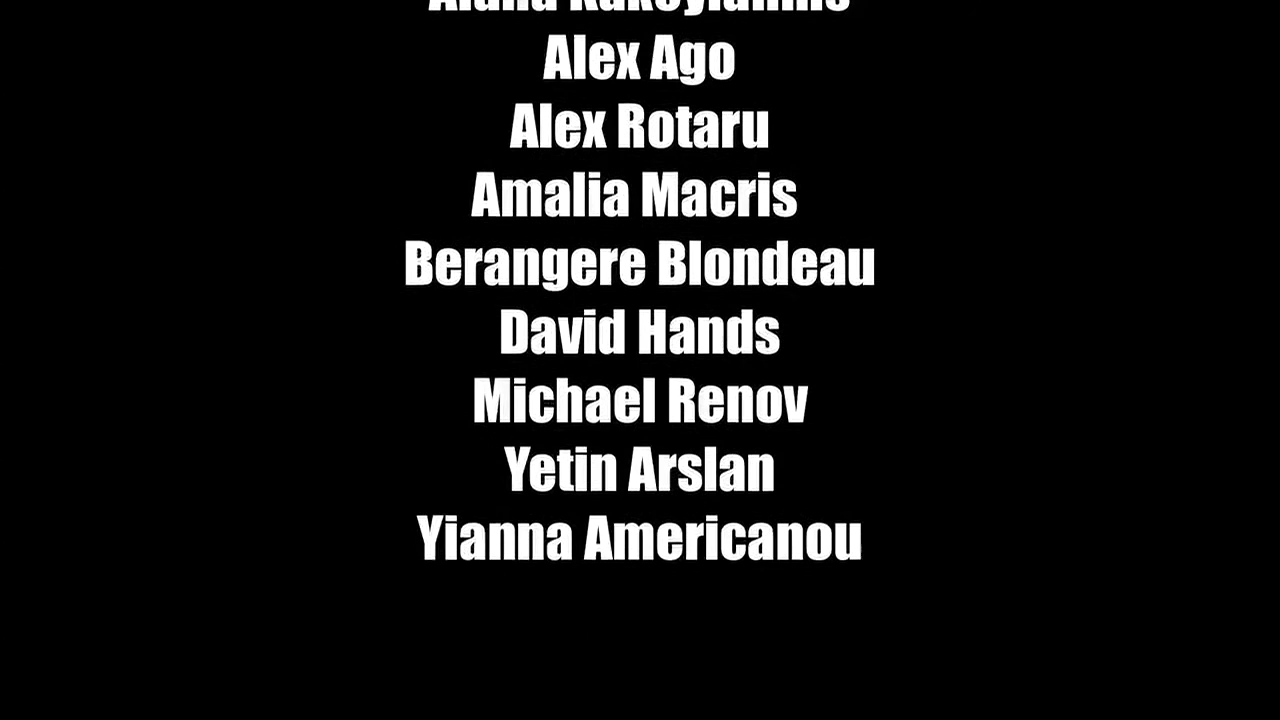 Alex Ago
Alex Rotaru
Amalia Macris
Berangere Blondeau
David Hands
Michael Renov
Yetin Arslan
Yianna Americanou